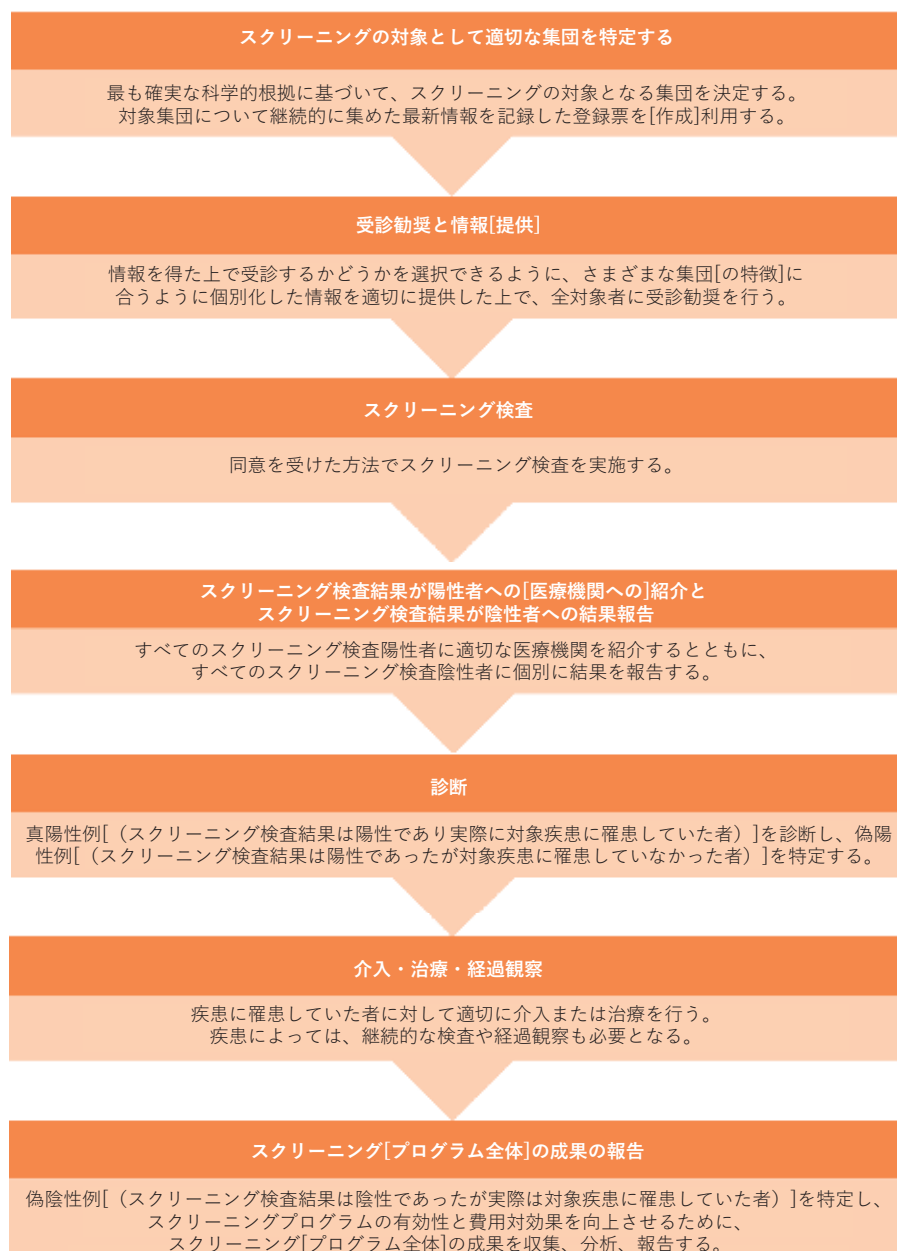 スクリーニングの対象として適切な集団を特定する
最も確実な科学的根拠に基づいて、スクリーニングの対象となる集団を決定する。
対象集団について継続的に集めた最新情報を記録した登録票を[作成]利用する。
受診勧奨と情報[提供]
情報を得た上で受診するかどうかを選択できるように、さまざまな集団[の特徴]に
合うように個別化した情報を適切に提供した上で、全対象者に受診勧奨を行う。
スクリーニング検査
同意を受けた方法でスクリーニング検査を実施する。
スクリーニング検査結果が陽性者への[医療機関への]紹介と
スクリーニング検査結果が陰性者への結果報告
すべてのスクリーニング検査陽性者に適切な医療機関を紹介するとともに、
すべてのスクリーニング検査陰性者に個別に結果を報告する。
診断
真陽性例[（スクリーニング検査結果は陽性であり実際に対象疾患に罹患していた者）]を診断し、偽陽
性例[（スクリーニング検査結果は陽性であったが対象疾患に罹患していなかった者）]を特定する。
介入・治療・経過観察
疾患に罹患していた者に対して適切に介入または治療を行う。
疾患によっては、継続的な検査や経過観察も必要となる。
スクリーニング[プログラム全体]の成果の報告
偽陰性例[（スクリーニング検査結果は陰性であったが実際は対象疾患に罹患していた者）]を特定し、
スクリーニングプログラムの有効性と費用対効果を向上させるために、
スクリーニング[プログラム全体]の成果を収集、分析、報告する。